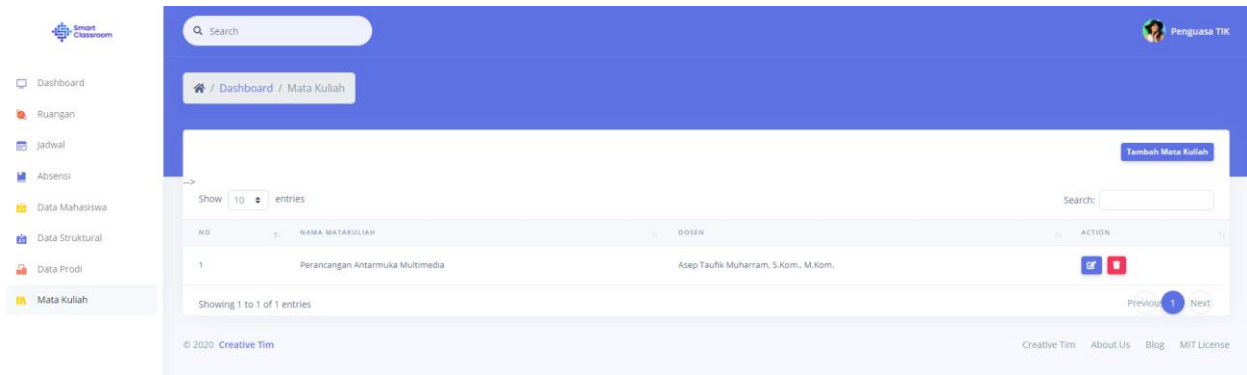 Smart
Classroom
Search
Penguasa TIK
Dashboard
Ruangan
Jadwal
Absensi
Data Mahasiswa
Data Struktural
Data Prodi
Mata Kuliah
/ Dashboard / Mata Kuliah
Tambah Mata Kuliah
-->
Show 10 entries
Search:
NO NAMA MATAKULIAH DOSEN ACTION
1 Perancangan Antarmuka Multimedia Asep Taufik Muharram, S.Kom., M.Kom.
Showing 1 to 1 of 1 entries
Previous 1 Next
© 2020 Creative Tim
Creative Tim About Us Blog MIT License